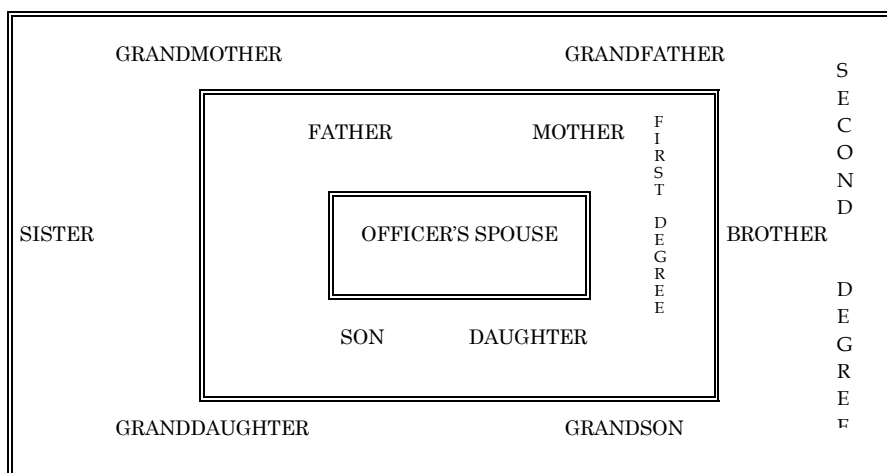 GRANDMOTHER GRANDFATHER
FATHER MOTHER
SISTER OFFICER'S SPOUSE BROTHER
SON DAUGHTER
GRANDDAUGHTER GRANDSON
FIRST DEGREE
SECOND DEGREE